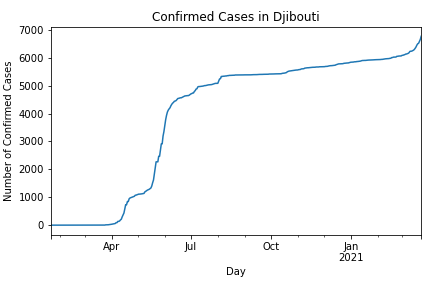 Confirmed Cases in Djibouti
7000
6000
5000
4000
3000
2000
1000
0
Number of Confirmed Cases
Apr
Jul
Oct
Jan
2021
Day